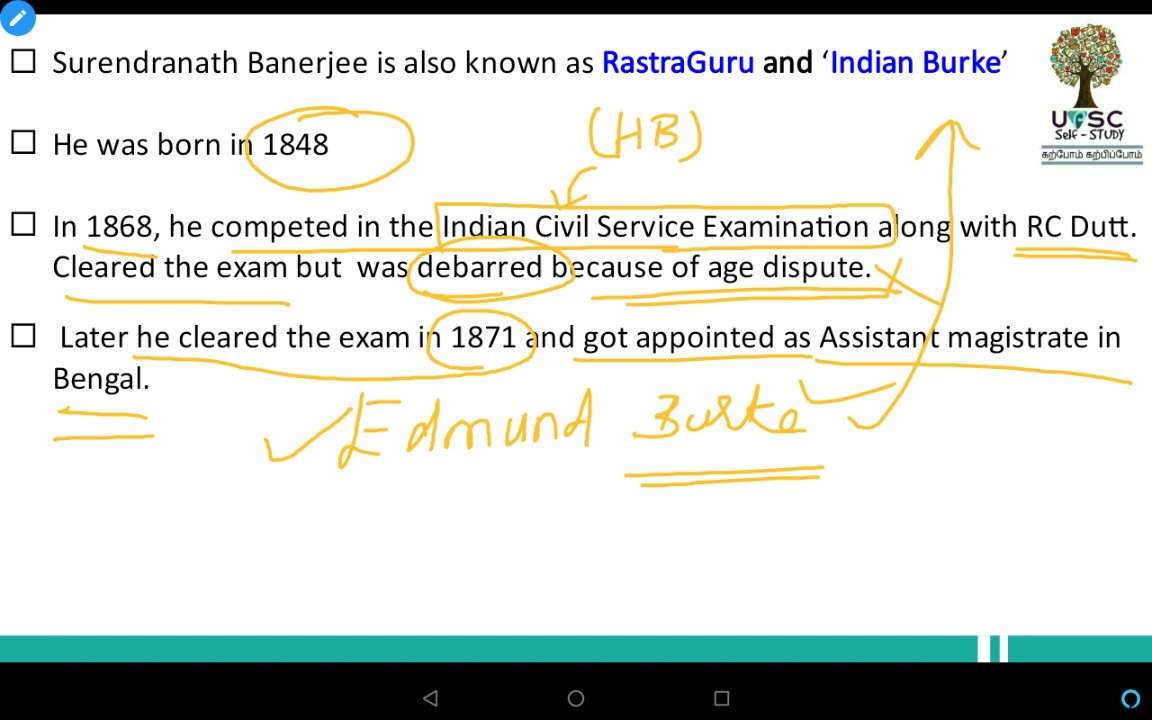 Surendranath Banerjee is also known as RastraGuru and ‘Indian Burke’
UPSC
Self-STUDY
கற்போம் கற்பிப்போம்
(HB)
He was born in 1848
In 1868, he competed in the Indian Civil Service Examination along with RC Dutt.
Cleared the exam but was debarred because of age dispute.
Later he cleared the exam in 1871 and got appointed as Assistant magistrate in
Bengal.
Edmund Burke